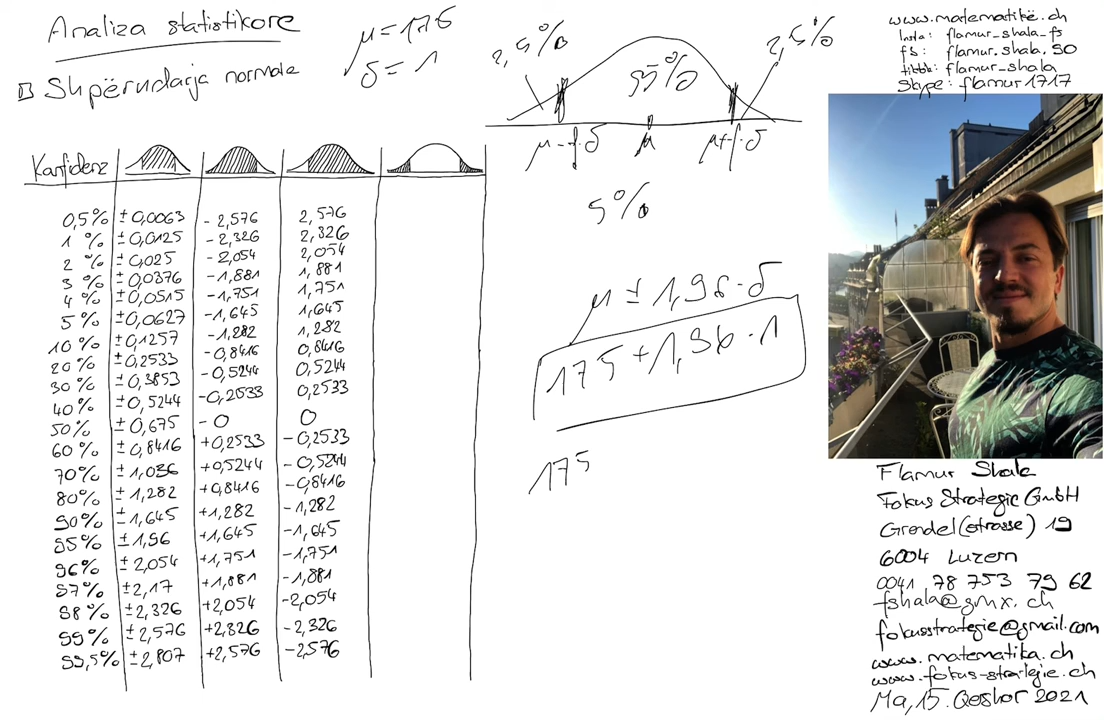 Analiza statistikore
Shpërndarja normale
μ = 176
δ = 1
2,5%
95%
2,5%
μ-f·δ μ μ+f·δ
5%
μ ± 1,96·δ
175 + 1,96·1
175
Konfidenz
0,5% ±0,0063 -2,576 2,576
1% ±0,0125 -2,326 2,326
2% ±0,025 -2,054 2,054
3% ±0,0376 -1,881 1,881
4% ±0,0515 -1,751 1,751
5% ±0,0627 -1,645 1,645
10% ±0,1257 -1,282 1,282
20% ±0,2533 -0,8416 0,8416
30% ±0,3853 -0,5244 0,5244
40% ±0,5244 -0,2533 0,2533
50% ±0,675 -0 0
60% ±0,8416 +0,2533 -0,2533
70% ±1,036 +0,5244 -0,5244
80% ±1,282 +0,8416 -0,8416
90% ±1,645 +1,282 -1,282
95% ±1,96 +1,645 -1,645
96% ±2,054 +1,751 -1,751
97% ±2,17 +1,881 -1,881
98% ±2,326 +2,054 -2,054
99% ±2,576 +2,326 -2,326
99,5% ±2,807 +2,576 -2,576
www.matematikë.ch
Insta: flamur_shala_fs
fb: flamur.shala.50
flamur_shala
Skype: flamur1717
Flamur Shala
Fokus Strategie GmbH
Grendel(strasse) 19
6004 Luzern
0041 78 753 79 62
fshala@gmx.ch
fokusstrategie@gmail.com
www.matematika.ch
www.fokus-strategie.ch
Ma, 15. Qeshor 2021